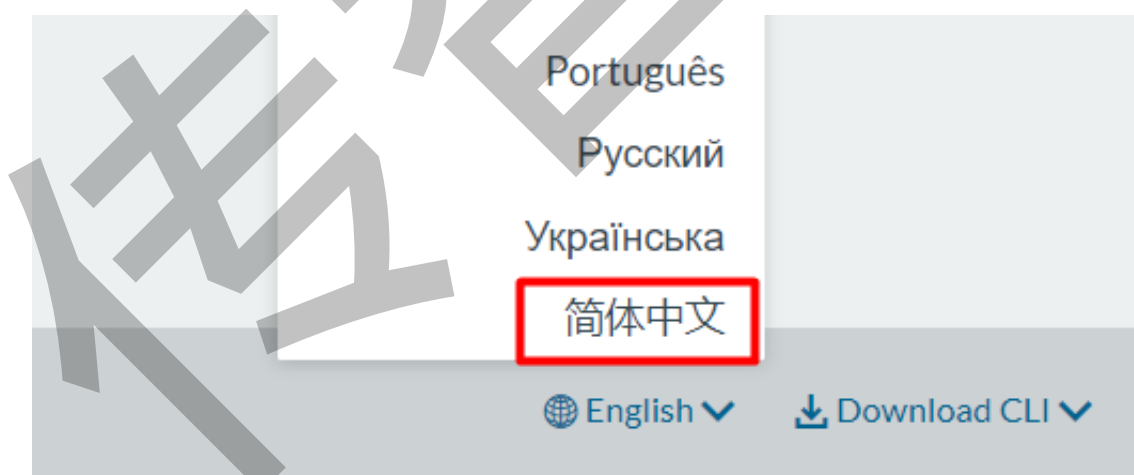 Português
Русский
Українська
简体中文
English
Download CLI